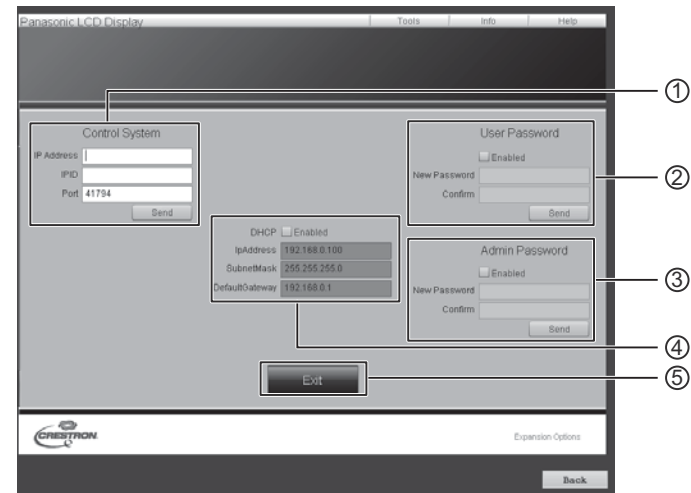 Panasonic LCD Display
Tools Info Help
①
Control System
IP Address
IPID
Port 41794
Send
User Password
Enabled
New Password
Confirm
Send
②
DHCP Enabled
IpAddress 192.168.0.100
SubnetMask 255.255.255.0
DefaultGateway 192.168.0.1
Admin Password
Enabled
New Password
Confirm
Send
③
④
Exit
⑤
CRESTRON
Expansion Options
Back